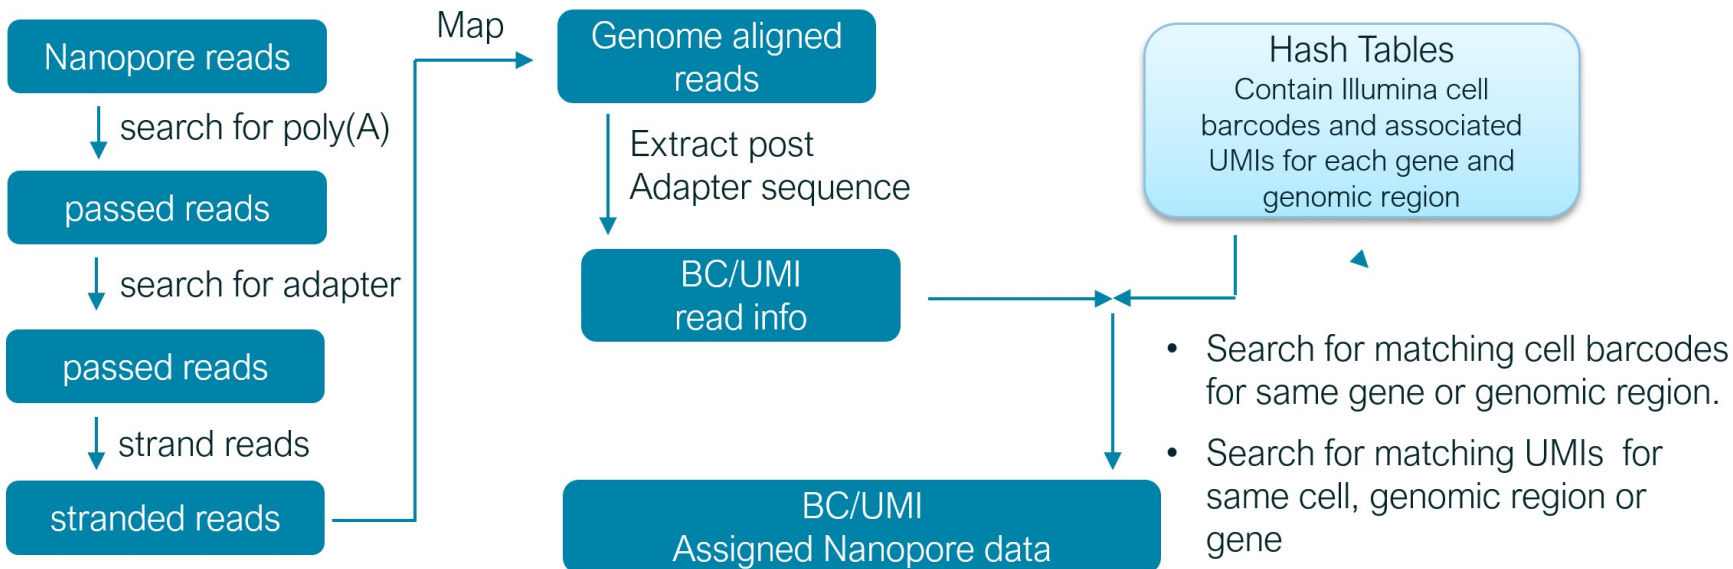 Nanopore reads
search for poly(A)
passed reads
search for adapter
passed reads
strand reads
stranded reads
Map
Genome aligned
reads
Extract post
Adapter sequence
BC/UMI
read info
Hash Tables
Contain Illumina cell
barcodes and associated
UMIs for each gene and
genomic region
• Search for matching cell barcodes
for same gene or genomic region.
• Search for matching UMIs for
same cell, genomic region or
gene
BC/UMI
Assigned Nanopore data